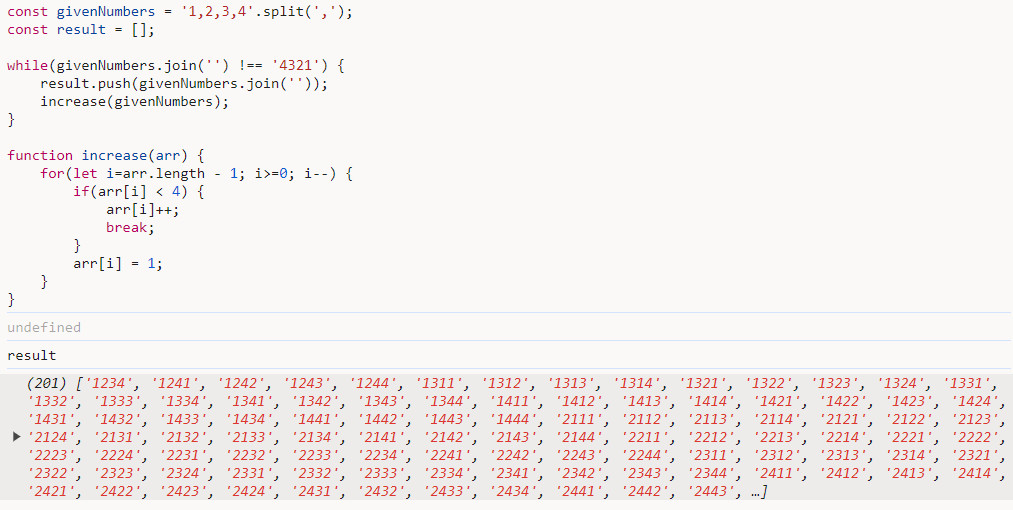 const givenNumbers = '1,2,3,4'.split(',');
const result = [];
while(givenNumbers.join('') !== '4321') {
    result.push(givenNumbers.join(''));
    increase(givenNumbers);
}
function increase(arr) {
    for(let i=arr.length - 1; i>=0; i--) {
        if(arr[i] < 4) {
            arr[i]++;
            break;
        }
        arr[i] = 1;
    }
}
undefined
result
(201) ['1234', '1241', '1242', '1243', '1244', '1311', '1312', '1313', '1314', '1321', '1322', '1323', '1324', '1331',
'1332', '1333', '1334', '1341', '1342', '1343', '1344', '1411', '1412', '1413', '1414', '1421', '1422', '1423', '1424',
'1431', '1432', '1433', '1434', '1441', '1442', '1443', '1444', '2111', '2112', '2113', '2114', '2121', '2122', '2123',
'2124', '2131', '2132', '2133', '2134', '2141', '2142', '2143', '2144', '2211', '2212', '2213', '2214', '2221', '2222',
'2223', '2224', '2231', '2232', '2233', '2234', '2241', '2242', '2243', '2244', '2311', '2312', '2313', '2314', '2321',
'2322', '2323', '2324', '2331', '2332', '2333', '2334', '2341', '2342', '2343', '2344', '2411', '2412', '2413', '2414',
'2421', '2422', '2423', '2424', '2431', '2432', '2433', '2434', '2441', '2442', '2443', …]